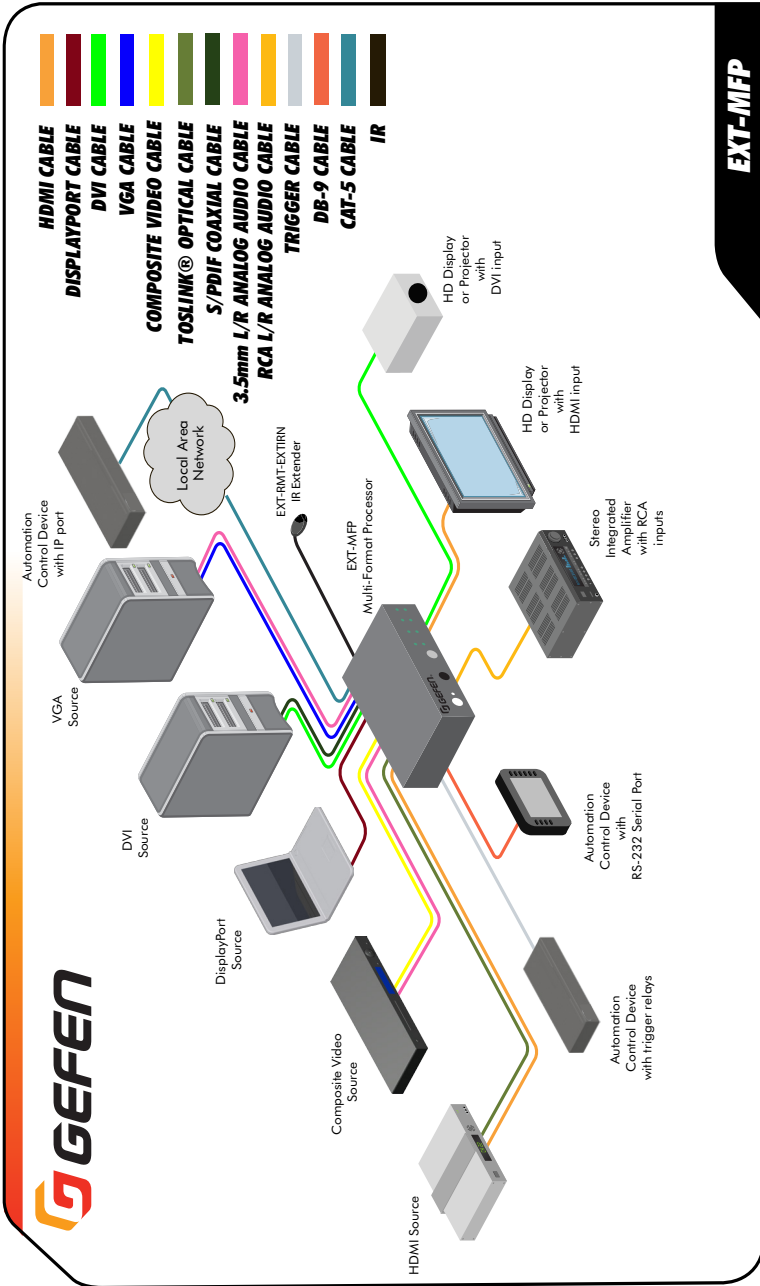 GEFEN
HDMI CABLE
DISPLAYPORT CABLE
DVI CABLE
VGA CABLE
COMPOSITE VIDEO CABLE
TOSLINK® OPTICAL CABLE
S/PDIF COAXIAL CABLE
3.5mm L/R ANALOG AUDIO CABLE
RCA L/R ANALOG AUDIO CABLE
TRIGGER CABLE
DB-9 CABLE
CAT-5 CABLE
IR
Automation
Control Device
with IP port
VGA
Source
Local Area
Network
DVI
Source
EXT-RMT-EXTIRN
IR Extender
DisplayPort
Source
EXT-MFP
Multi-Format Processor
GEFEN
HD Display
or Projector
with
DVI input
Composite Video
Source
HD Display
or Projector
with
HDMI input
HDMI Source
Stereo
Integrated
Amplifier
with RCA
inputs
Automation
Control Device
with
RS-232 Serial Port
Automation
Control Device
with trigger relays
EXT-MFP